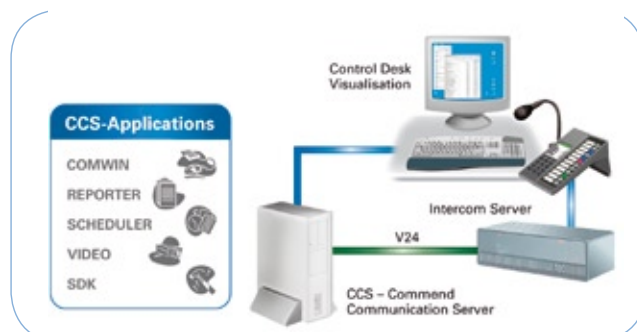 Control Desk
Visualisation
CCS-Applications
COMWIN
REPORTER
SCHEDULER
VIDEO
SDK
Intercom Server
V24
CCS – Commend
Communication Server